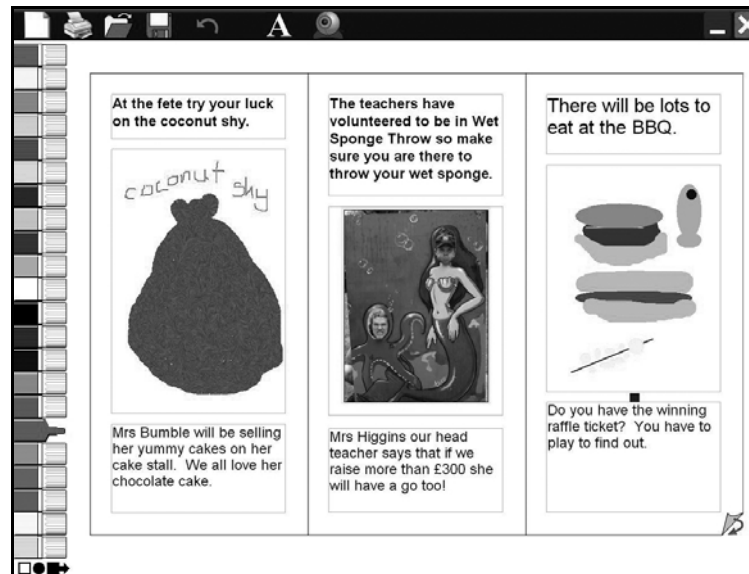 A
At the fete try your luck
on the coconut shy.
coconut shy
Mrs Bumble will be selling
her yummy cakes on her
cake stall.  We all love her
chocolate cake.
The teachers have
volunteered to be in Wet
Sponge Throw so make
sure you are there to
throw your wet sponge.
Mrs Higgins our head
teacher says that if we
raise more than £300 she
will have a go too!
There will be lots to
eat at the BBQ.
Do you have the winning
raffle ticket?  You have to
play to find out.